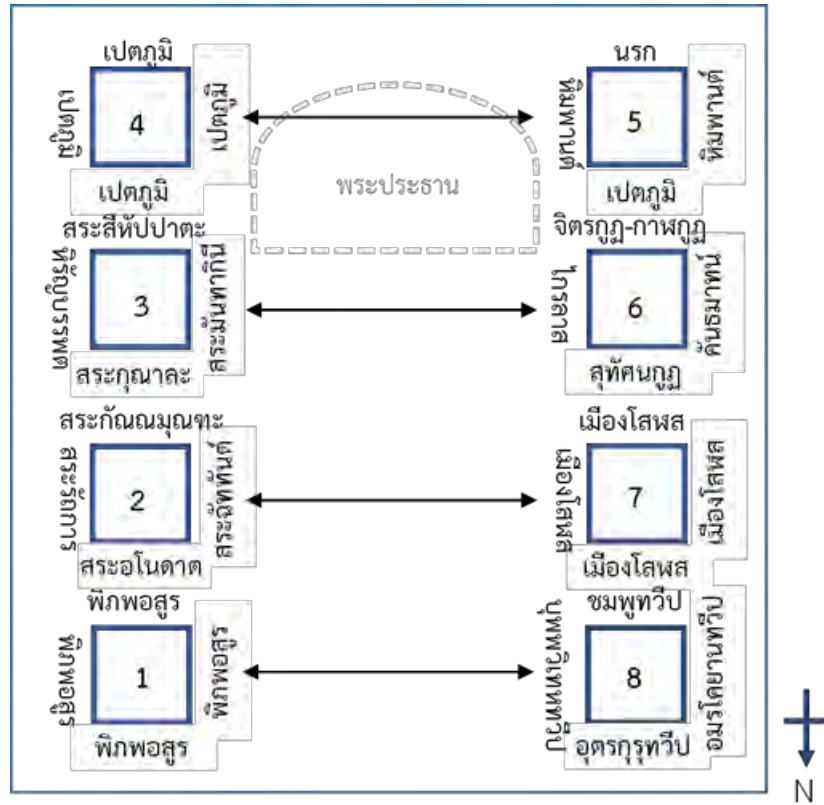 เปตภูมิ
เปตภูมิ
4
เปตภูมิ
เปตภูมิ
นรก
หิมพานต์
5
หิมพานต์
เปตภูมิ
พระประธาน
สระสีหัปปาตะ
หิรัญบรรพต
3
สระมันทากินี
สระกุณาละ
จิตรกูฏ-กาฬกูฏ
ไกรลาส
6
คันธมาทน์
สุทัศนกูฏ
สระกัณณมุณฑะ
สระรัถการ
2
สระฉัททันต์
สระอโนดาต
เมืองโสฬส
เมืองโสฬส
7
เมืองโสฬส
เมืองโสฬส
พิภพอสูร
พิภพอสูร
1
พิภพอสูร
พิภพอสูร
ชมพูทวีป
บุพพวิเทหทวีป
8
อมรโคยานทวีป
อุตรกุรุทวีป
N